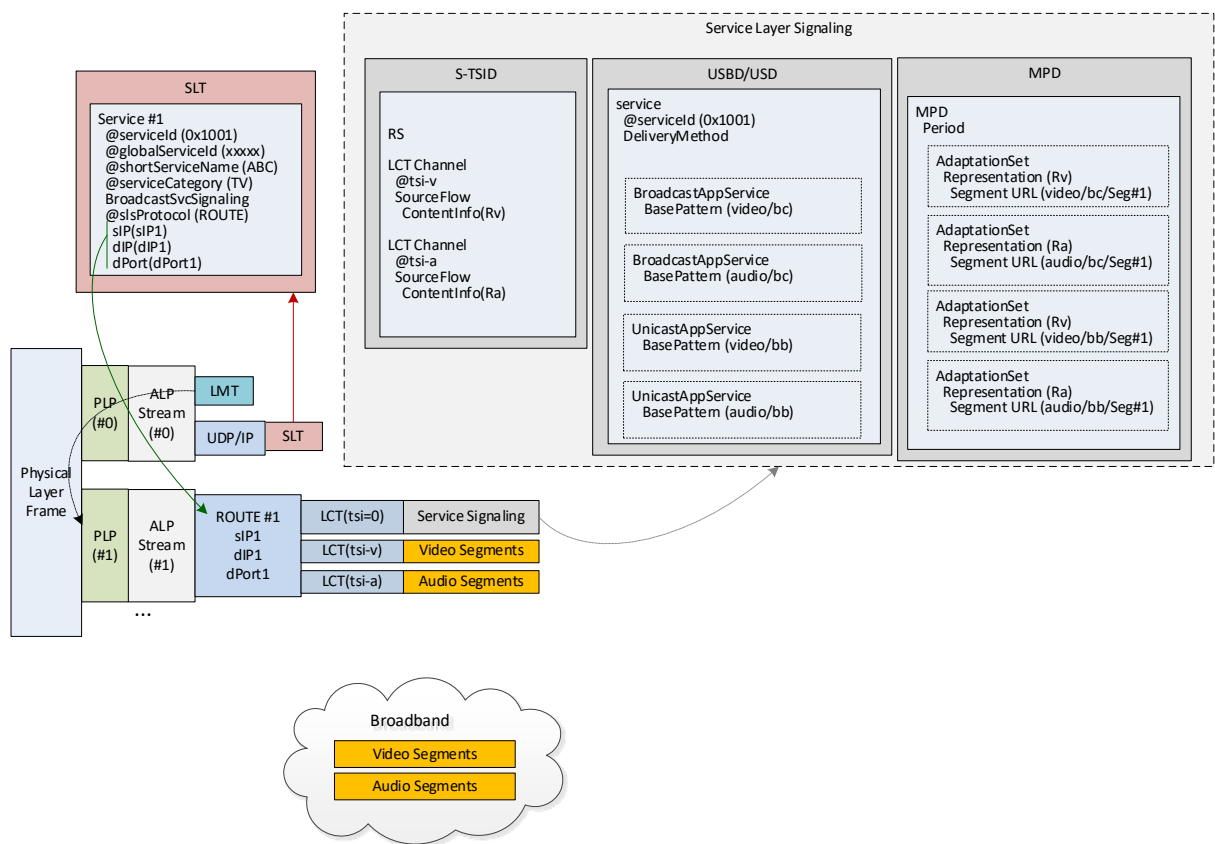 Service Layer Signaling
SLT
Service #1
@serviceId (0x1001)
@globalServiceId (xxxxx)
@shortServiceName (ABC)
@serviceCategory (TV)
BroadcastSvcSignaling
@slsProtocol (ROUTE)
sIP(sIP1)
dIP(dIP1)
dPort(dPort1)
S-TSID
RS
LCT Channel
@tsi-v
SourceFlow
ContentInfo(Rv)
LCT Channel
@tsi-a
SourceFlow
ContentInfo(Ra)
USBD/USD
service
@serviceId (0x1001)
DeliveryMethod
BroadcastAppService
BasePattern (video/bc)
BroadcastAppService
BasePattern (audio/bc)
UnicastAppService
BasePattern (video/bb)
UnicastAppService
BasePattern (audio/bb)
MPD
MPD
Period
AdaptationSet
Representation (Rv)
Segment URL (video/bc/Seg#1)
AdaptationSet
Representation (Ra)
Segment URL (audio/bc/Seg#1)
AdaptationSet
Representation (Rv)
Segment URL (video/bb/Seg#1)
AdaptationSet
Representation (Ra)
Segment URL (audio/bb/Seg#1)
Physical
Layer
Frame
PLP
(#0)
ALP
Stream
(#0)
LMT
UDP/IP
SLT
PLP
(#1)
ALP
Stream
(#1)
ROUTE #1
sIP1
dIP1
dPort1
LCT(tsi=0)
Service Signaling
LCT(tsi-v)
Video Segments
LCT(tsi-a)
Audio Segments
...
Broadband
Video Segments
Audio Segments